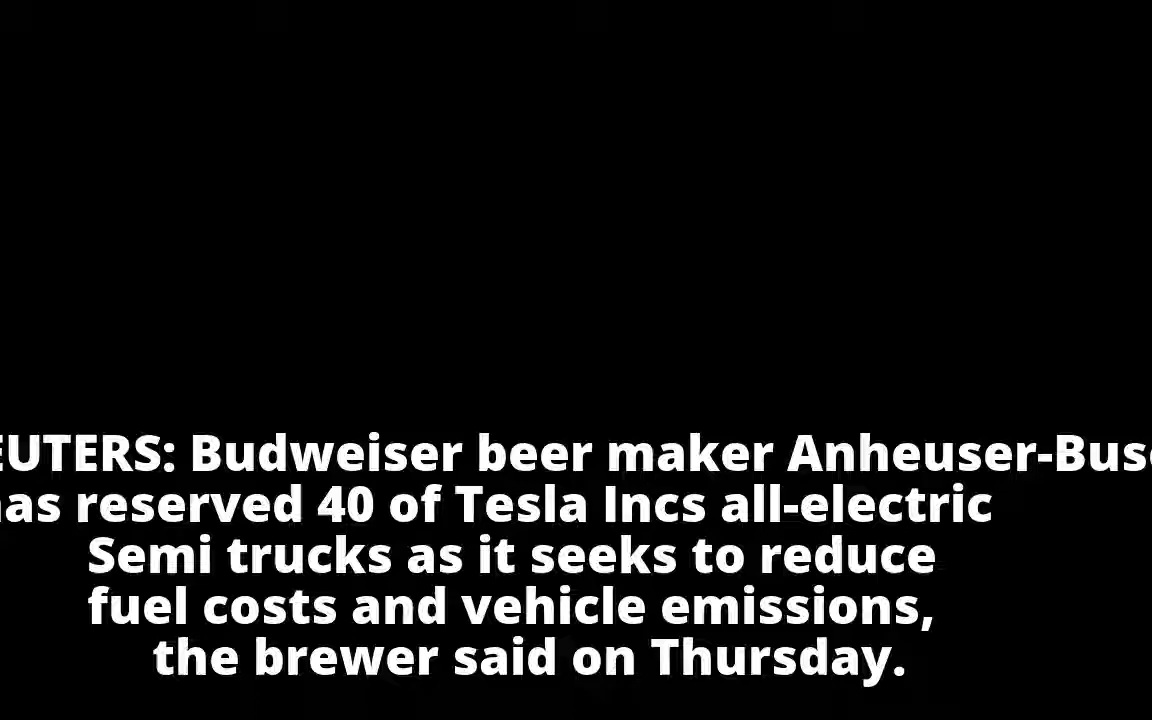 EUTERS: Budweiser beer maker Anheuser-Busc
as reserved 40 of Tesla Incs all-electric
Semi trucks as it seeks to reduce
fuel costs and vehicle emissions,
the brewer said on Thursday.